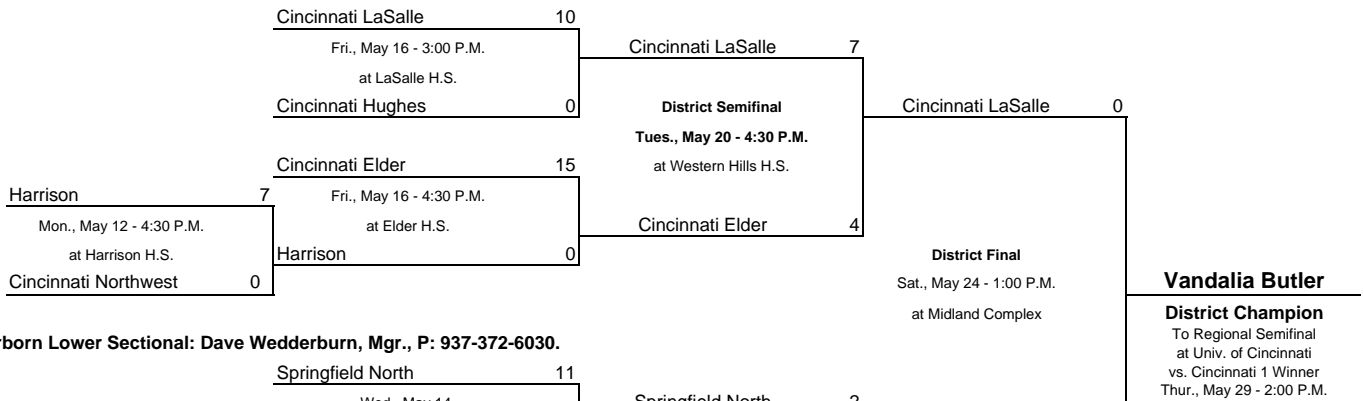 Cincinnati LaSalle 10
Fri., May 16 - 3:00 P.M.
at LaSalle H.S.
Cincinnati Hughes 0
Cincinnati LaSalle 7
District Semifinal
Tues., May 20 - 4:30 P.M.
at Western Hills H.S.
Cincinnati LaSalle 0
Cincinnati Elder 15
Fri., May 16 - 4:30 P.M.
at Elder H.S.
Harrison 0
Harrison 7
Mon., May 12 - 4:30 P.M.
at Harrison H.S.
Cincinnati Northwest 0
Cincinnati Elder 4
District Final
Sat., May 24 - 1:00 P.M.
at Midland Complex
Vandalia Butler
District Champion
To Regional Semifinal
at Univ. of Cincinnati
vs. Cincinnati 1 Winner
Thur., May 29 - 2:00 P.M.
born Lower Sectional: Dave Wedderburn, Mgr., P: 937-372-6030.
Springfield North 11
Springfield North